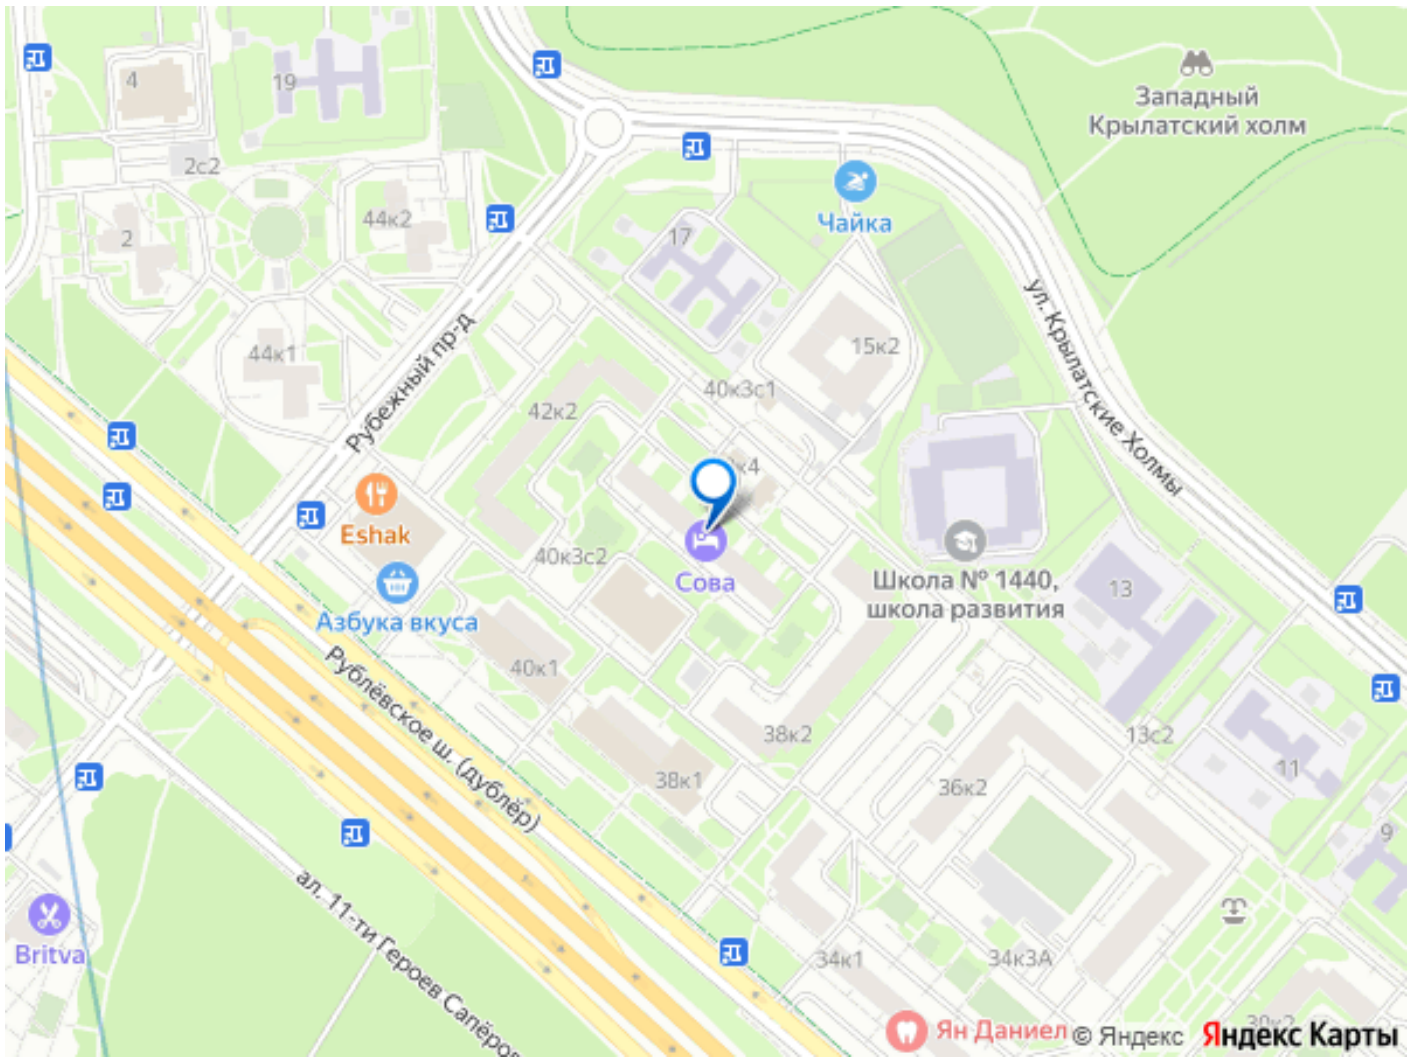 Западный
Крылатский холм
4
19
2с2
44к2
2
17
Чайка
ул. Крылатские Холмы
Рубежный пр-д
44к1
15к2
40к3с1
42к2
Eshak
40к3с2
Сова
Школа № 1440,
школа развития
13
Азбука вкуса
40к1
Рублёвское ш. (дублёр)
38к2
38к1
13с2
11
36к2
9
ал. 11-ти Героев Сапёров
Britva
34к1
34к3А
30к2
Ян Даниел
© Яндекс
Яндекс Карты